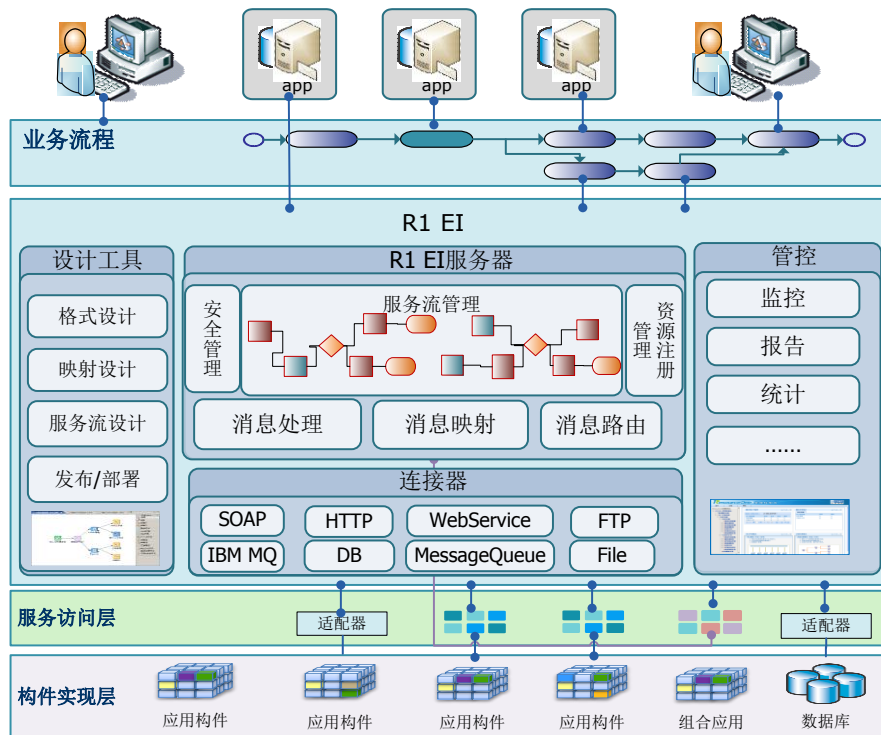 app
app
app
业务流程
R1 EI
设计工具
格式设计
映射设计
服务流设计
发布/部署
R1 EI服务器
安全管理
服务流管理
资源注册
管理
消息处理
消息映射
消息路由
连接器
SOAP
HTTP
WebService
FTP
IBM MQ
DB
MessageQueue
File
管控
监控
报告
统计
......
服务访问层
适配器
适配器
构件实现层
应用构件
应用构件
应用构件
应用构件
组合应用
数据库